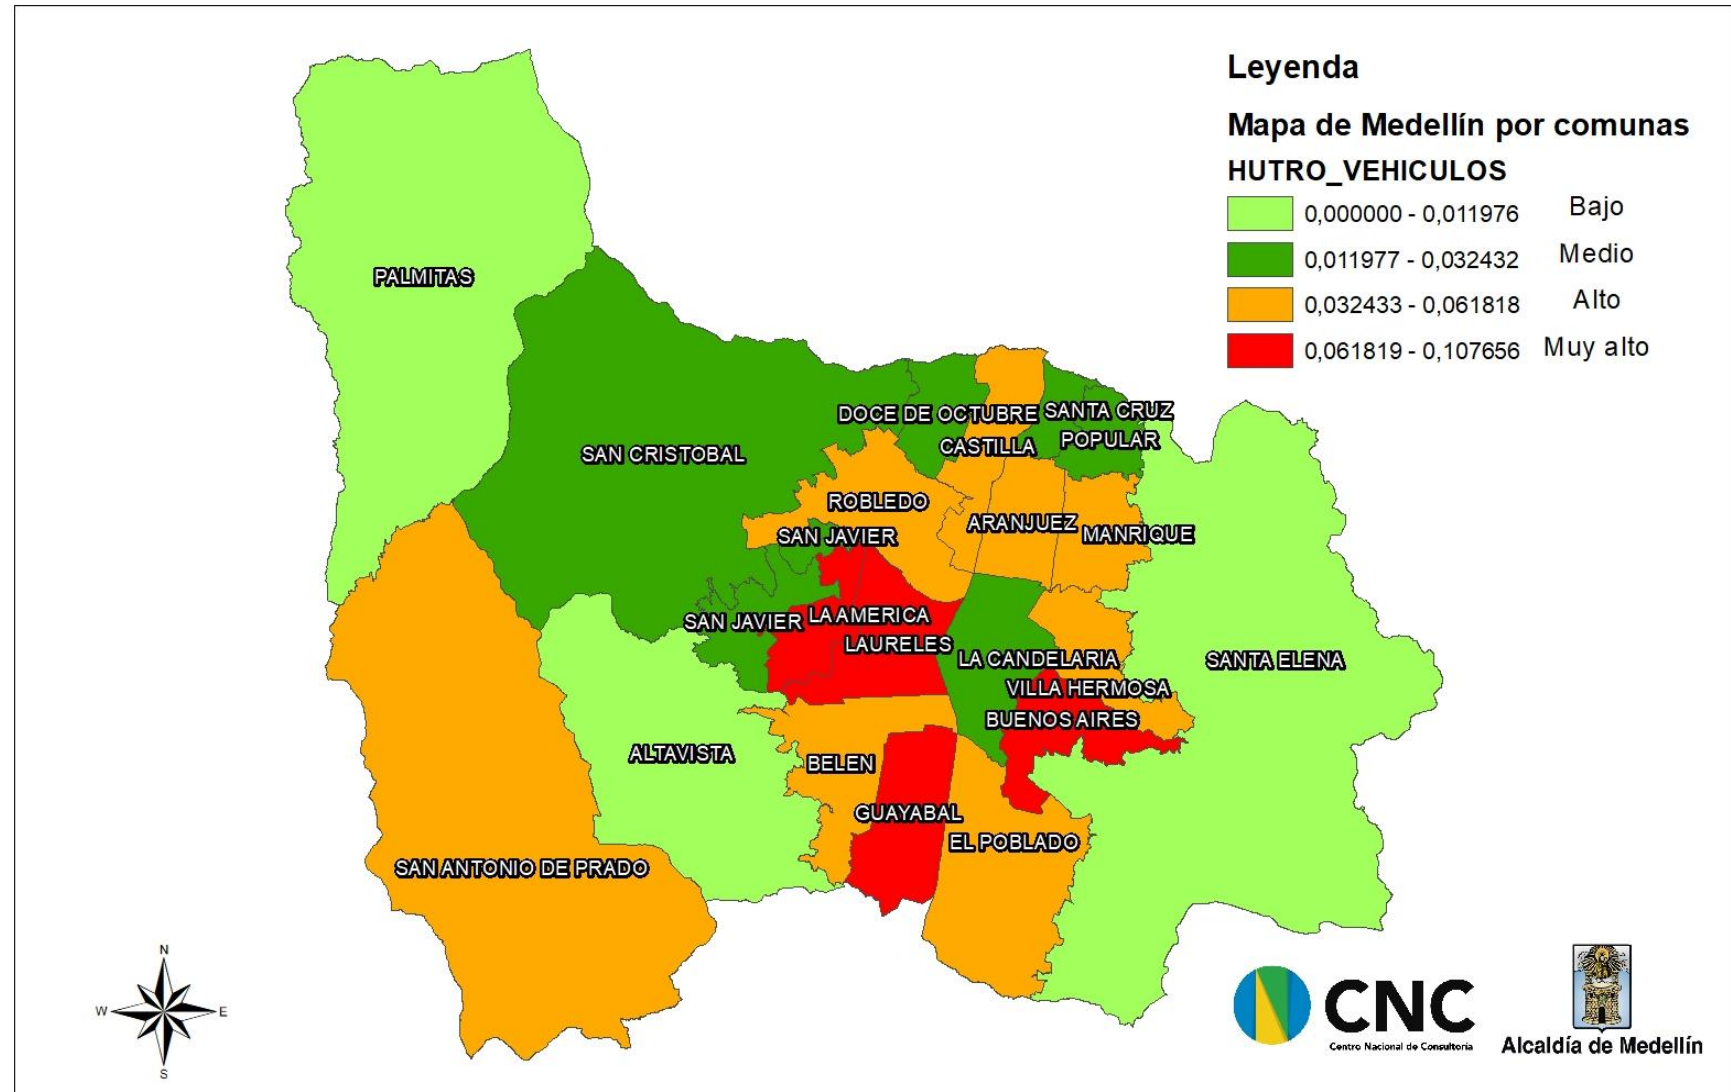 Leyenda
Mapa de Medellín por comunas
HUTRO_VEHICULOS
0,000000 - 0,011976 Bajo
0,011977 - 0,032432 Medio
0,032433 - 0,061818 Alto
0,061819 - 0,107656 Muy alto
PALMITAS
SAN CRISTOBAL
DOCE DE OCTUBRE
SANTA CRUZ
CASTILLA
POPULAR
ROBLEDO
ARANJUEZ
MANRIQUE
SAN JAVIER
SAN JAVIER
LA AMERICA
LAURELES
LA CANDELARIA
SANTA ELENA
VILLA HERMOSA
BUENOS AIRES
ALTAVISTA
BELEN
GUAYABAL
EL POBLADO
SAN ANTONIO DE PRADO
N
W E
S
CNC
Centro Nacional de Consultoría
Alcaldía de Medellín